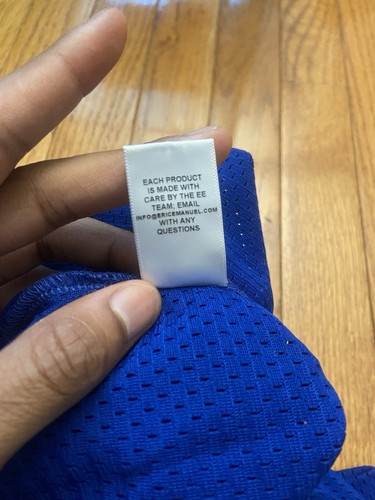 EACH PRODUCT
IS MADE WITH
CARE BY THE EE
TEAM; EMAIL
INFO@ERICEMANUEL.COM
WITH ANY
QUESTIONS